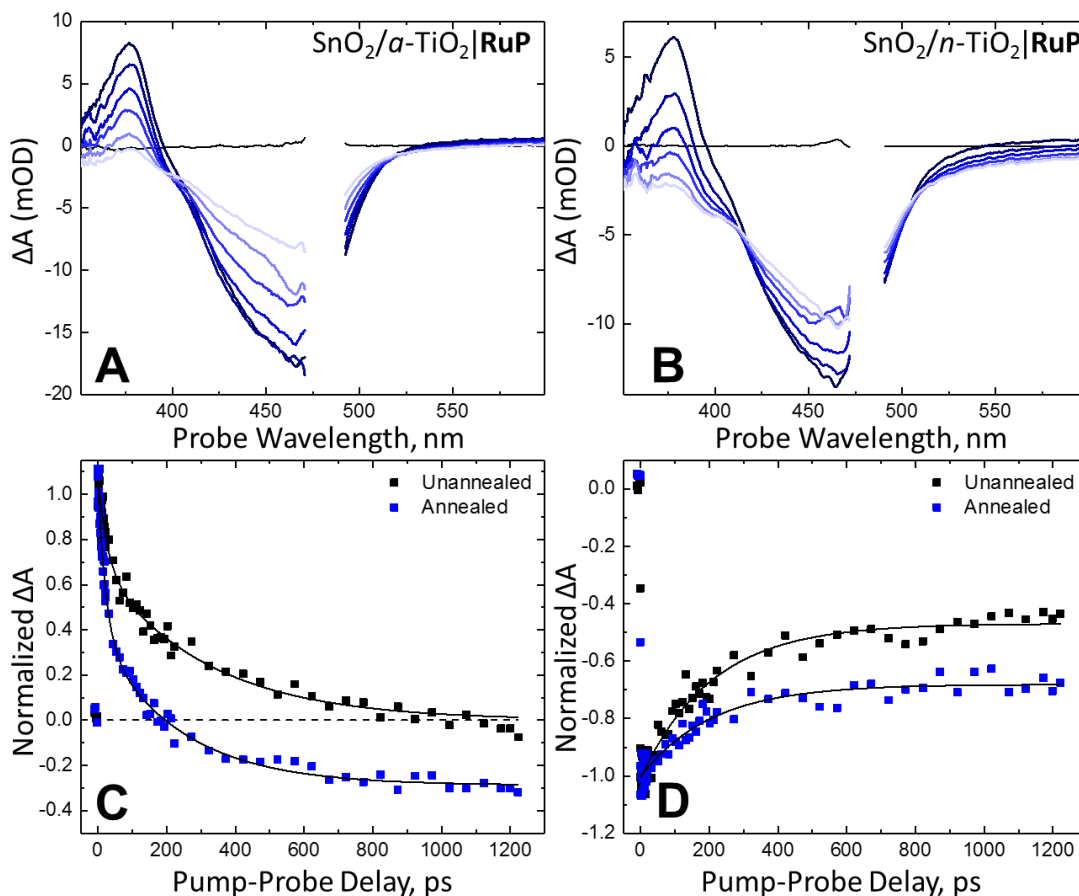 SnO₂/a-TiO₂|RuP
5
0
-5
-10
-15
-20
ΔA (mOD)
A
400 450 500 550
Probe Wavelength, nm
SnO₂/n-TiO₂|RuP
5
0
-5
-10
ΔA (mOD)
B
400 450 500 550
Probe Wavelength, nm
Unannealed
Annealed
1.0
0.8
0.6
0.4
0.2
0.0
-0.2
-0.4
Normalized ΔA
C
0 200 400 600 800 1000 1200
Pump-Probe Delay, ps
Unannealed
Annealed
0.0
-0.2
-0.4
-0.6
-0.8
-1.0
-1.2
Normalized ΔA
D
0 200 400 600 800 1000 1200
Pump-Probe Delay, ps